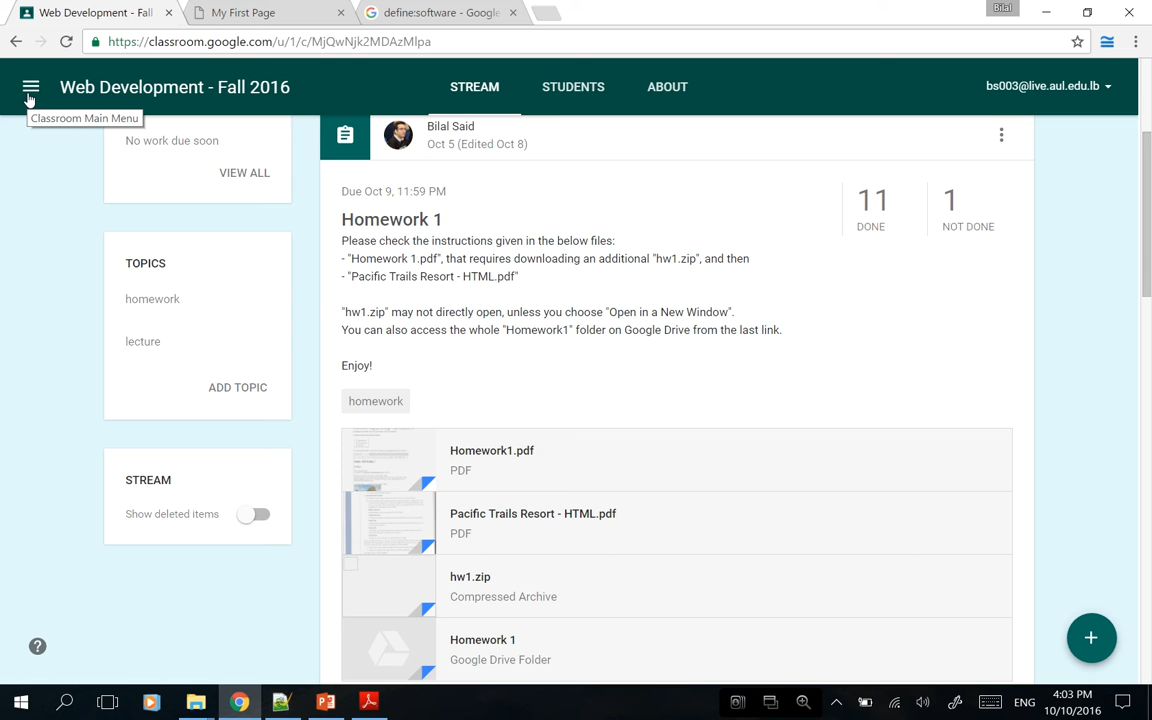 Web Development - Fall
My First Page
define:software - Google
Bilal
https://classroom.google.com/u/1/c/MjQwNjk2MDAzMlpa
Web Development - Fall 2016
STREAM
STUDENTS
ABOUT
bs003@live.aul.edu.lb
Classroom Main Menu
No work due soon
VIEW ALL
TOPICS
homework
lecture
ADD TOPIC
STREAM
Show deleted items
Bilal Said
Oct 5 (Edited Oct 8)
Due Oct 9, 11:59 PM
11
DONE
1
NOT DONE
Homework 1
Please check the instructions given in the below files:
- "Homework 1.pdf", that requires downloading an additional "hw1.zip", and then
- "Pacific Trails Resort - HTML.pdf"
"hw1.zip" may not directly open, unless you choose "Open in a New Window".
You can also access the whole "Homework1" folder on Google Drive from the last link.
Enjoy!
homework
Homework1.pdf
PDF
Pacific Trails Resort - HTML.pdf
PDF
hw1.zip
Compressed Archive
Homework 1
Google Drive Folder
ENG
4:03 PM
10/10/2016